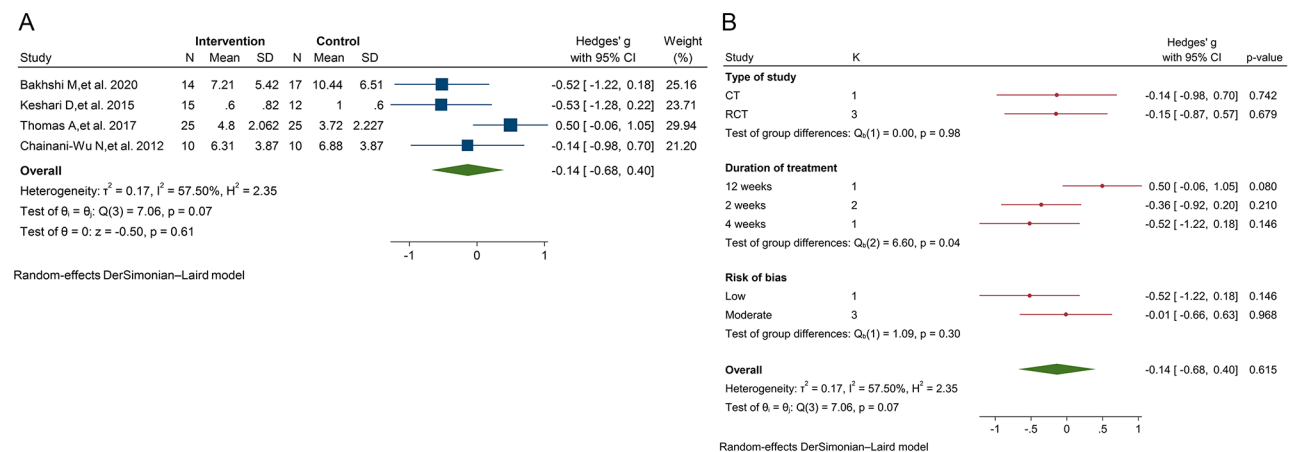 A
Intervention Control Hedges' g Weight
Study N Mean SD N Mean SD with 95% CI (%)
Bakhshi M,et al. 2020 14 7.21 5.42 17 10.44 6.51 -0.52 [ -1.22, 0.18] 25.16
Keshari D,et al. 2015 15 .6 .82 12 1 .6 -0.53 [ -1.28, 0.22] 23.71
Thomas A,et al. 2017 25 4.8 2.062 25 3.72 2.227 0.50 [ -0.06, 1.05] 29.94
Chainani-Wu N,et al. 2012 10 6.31 3.87 10 6.88 3.87 -0.14 [ -0.98, 0.70] 21.20
Overall -0.14 [ -0.68, 0.40]
Heterogeneity: τ² = 0.17, I² = 57.50%, H² = 2.35
Test of θᵢ = θⱼ: Q(3) = 7.06, p = 0.07
Test of θ = 0: z = -0.50, p = 0.61
-1 0 1
Random-effects DerSimonian–Laird model
B
Hedges' g
Study K with 95% CI p-value
Type of study
CT 1 -0.14 [ -0.98, 0.70] 0.742
RCT 3 -0.15 [ -0.87, 0.57] 0.679
Test of group differences: Q_b(1) = 0.00, p = 0.98
Duration of treatment
12 weeks 1 0.50 [ -0.06, 1.05] 0.080
2 weeks 2 -0.36 [ -0.92, 0.20] 0.210
4 weeks 1 -0.52 [ -1.22, 0.18] 0.146
Test of group differences: Q_b(2) = 6.60, p = 0.04
Risk of bias
Low 1 -0.52 [ -1.22, 0.18] 0.146
Moderate 3 -0.01 [ -0.66, 0.63] 0.968
Test of group differences: Q_b(1) = 1.09, p = 0.30
Overall -0.14 [ -0.68, 0.40] 0.615
Heterogeneity: τ² = 0.17, I² = 57.50%, H² = 2.35
Test of θᵢ = θⱼ: Q(3) = 7.06, p = 0.07
-1 -.5 0 .5 1
Random-effects DerSimonian–Laird model